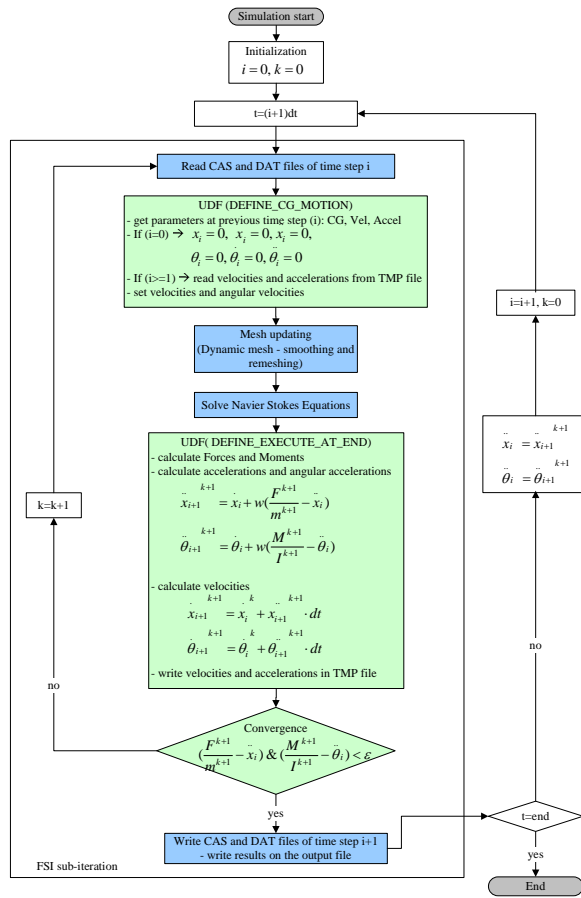 Simulation start
Initialization
i = 0, k = 0
t=(i+1)dt
Read CAS and DAT files of time step i
UDF (DEFINE_CG_MOTION)
- get parameters at previous time step (i): CG, Vel, Accel
- If (i=0) → x_i = 0, ẋ_i = 0, ẍ_i = 0,
θ_i = 0, θ̇_i = 0, θ̈_i = 0
- If (i>=1) → read velocities and accelerations from TMP file
- set velocities and angular velocities
Mesh updating
(Dynamic mesh - smoothing and
remeshing)
Solve Navier Stokes Equations
UDF( DEFINE_EXECUTE_AT_END)
- calculate Forces and Moments
- calculate accelerations and angular accelerations
ẍ_{i+1}^{k+1} = ẋ_i + w(F^{k+1}/m^{k+1} - ẍ_i)
θ̈_{i+1}^{k+1} = θ̇_i + w(M^{k+1}/I^{k+1} - θ̈_i)
- calculate velocities
ẋ_{i+1}^{k+1} = ẋ_i^k + ẍ_{i+1}^{k+1} · dt
θ̇_{i+1}^{k+1} = θ̇_i^k + θ̈_{i+1}^{k+1} · dt
- write velocities and accelerations in TMP file
k=k+1
no
Convergence
(F^{k+1}/m^{k+1} - ẍ_i) & (M^{k+1}/I^{k+1} - θ̈_i) < ε
yes
Write CAS and DAT files of time step i+1
- write results on the output file
FSI sub-iteration
i=i+1, k=0
ẍ_i = ẍ_{i+1}^{k+1}
θ̈_i = θ̈_{i+1}^{k+1}
no
t=end
yes
End